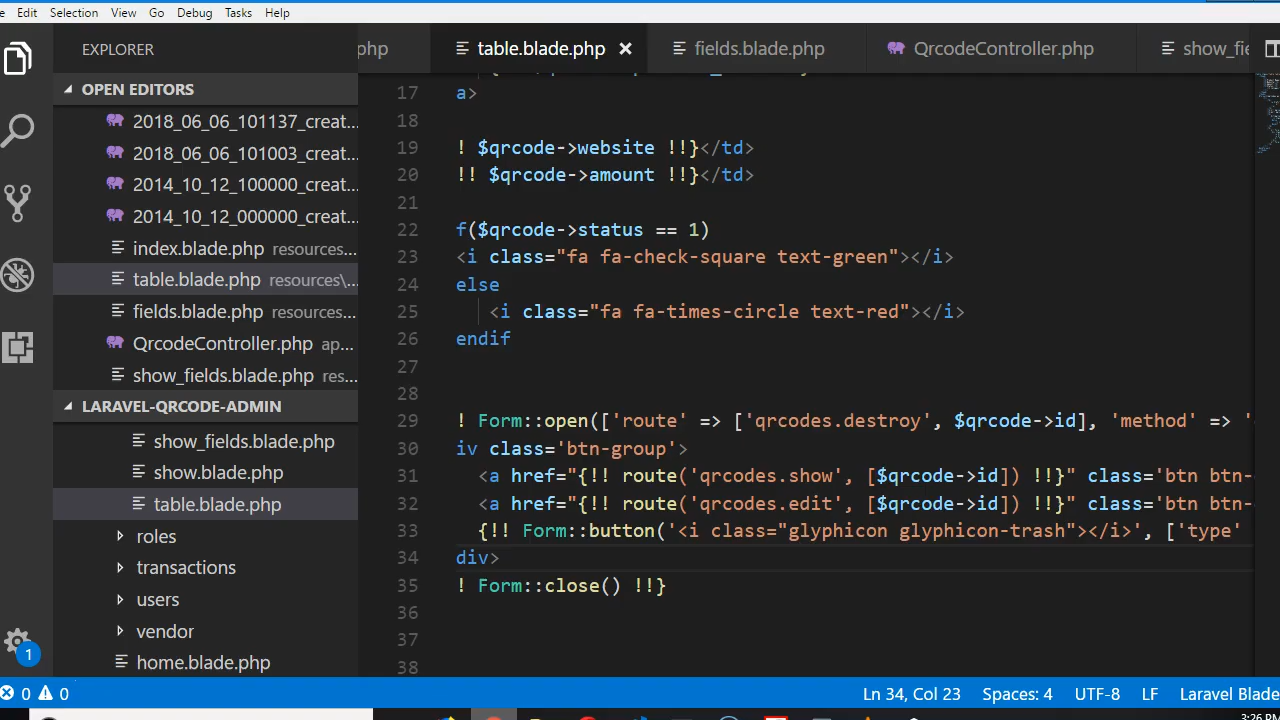 e Edit Selection View Go Debug Tasks Help
EXPLORER
php table.blade.php fields.blade.php QrcodeController.php show_fie
OPEN EDITORS
2018_06_06_101137_creat...
2018_06_06_101003_creat...
2014_10_12_100000_creat...
2014_10_12_000000_creat...
index.blade.php resources...
table.blade.php resources\...
fields.blade.php resources...
QrcodeController.php ap...
show_fields.blade.php res...
LARAVEL-QRCODE-ADMIN
show_fields.blade.php
show.blade.php
table.blade.php
roles
transactions
users
vendor
home.blade.php
17 a>
18
19 ! $qrcode->website !!}</td>
20 !! $qrcode->amount !!}</td>
21
22 f($qrcode->status == 1)
23 <i class="fa fa-check-square text-green"></i>
24 else
25 <i class="fa fa-times-circle text-red"></i>
26 endif
27
28
29 ! Form::open(['route' => ['qrcodes.destroy', $qrcode->id], 'method' => '
30 iv class='btn-group'>
31 <a href="{!! route('qrcodes.show', [$qrcode->id]) !!}" class='btn btn-
32 <a href="{!! route('qrcodes.edit', [$qrcode->id]) !!}" class='btn btn-
33 {!! Form::button('<i class="glyphicon glyphicon-trash"></i>', ['type'
34 div>
35 ! Form::close() !!}
36
37
38
1
0 0 Ln 34, Col 23 Spaces: 4 UTF-8 LF Laravel Blade
3:26 PM